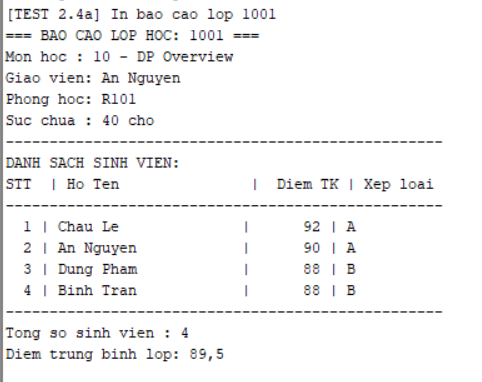 [TEST 2.4a] In bao cao lop 1001
=== BAO CAO LOP HOC: 1001 ===
Mon hoc : 10 - DP Overview
Giao vien: An Nguyen
Phong hoc: R101
Suc chua : 40 cho
------------------------------------------------------
DANH SACH SINH VIEN:
STT | Ho Ten | Diem TK | Xep loai
------------------------------------------------------
1 | Chau Le | 92 | A
2 | An Nguyen | 90 | A
3 | Dung Pham | 88 | B
4 | Binh Tran | 88 | B
------------------------------------------------------
Tong so sinh vien : 4
Diem trung binh lop: 89,5